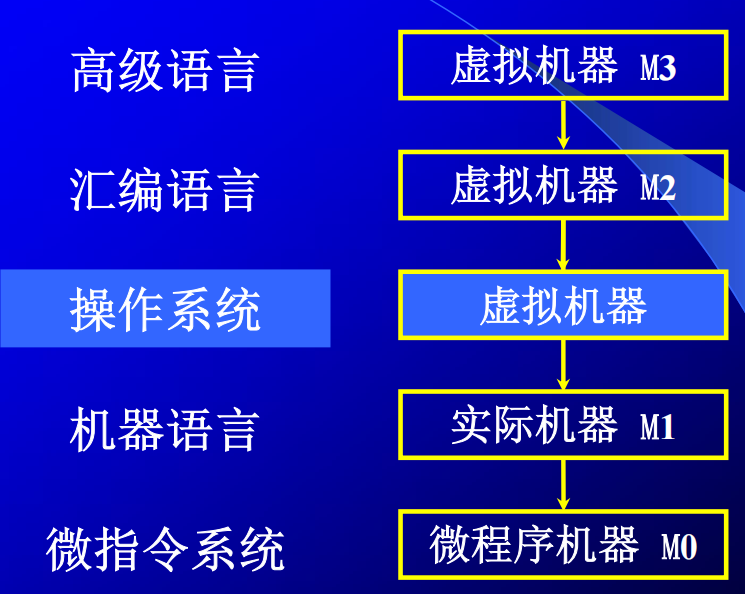 高级语言 虚拟机器 M3
汇编语言 虚拟机器 M2
操作系统 虚拟机器
机器语言 实际机器 M1
微指令系统 微程序机器 M0